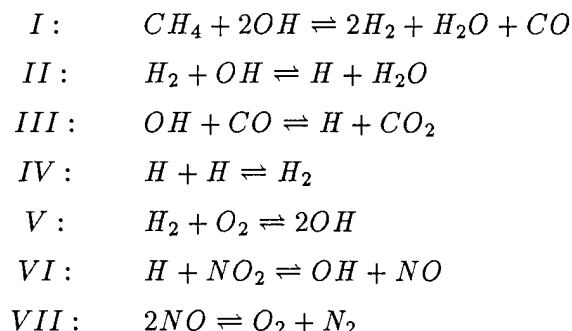 I : CH₄ + 2OH ⇌ 2H₂ + H₂O + CO
II : H₂ + OH ⇌ H + H₂O
III : OH + CO ⇌ H + CO₂
IV : H + H ⇌ H₂
V : H₂ + O₂ ⇌ 2OH
VI : H + NO₂ ⇌ OH + NO
VII : 2NO ⇌ O₂ + N₂